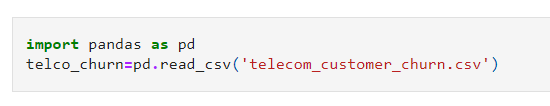 import pandas as pd
telco_churn=pd.read_csv('telecom_customer_churn.csv')